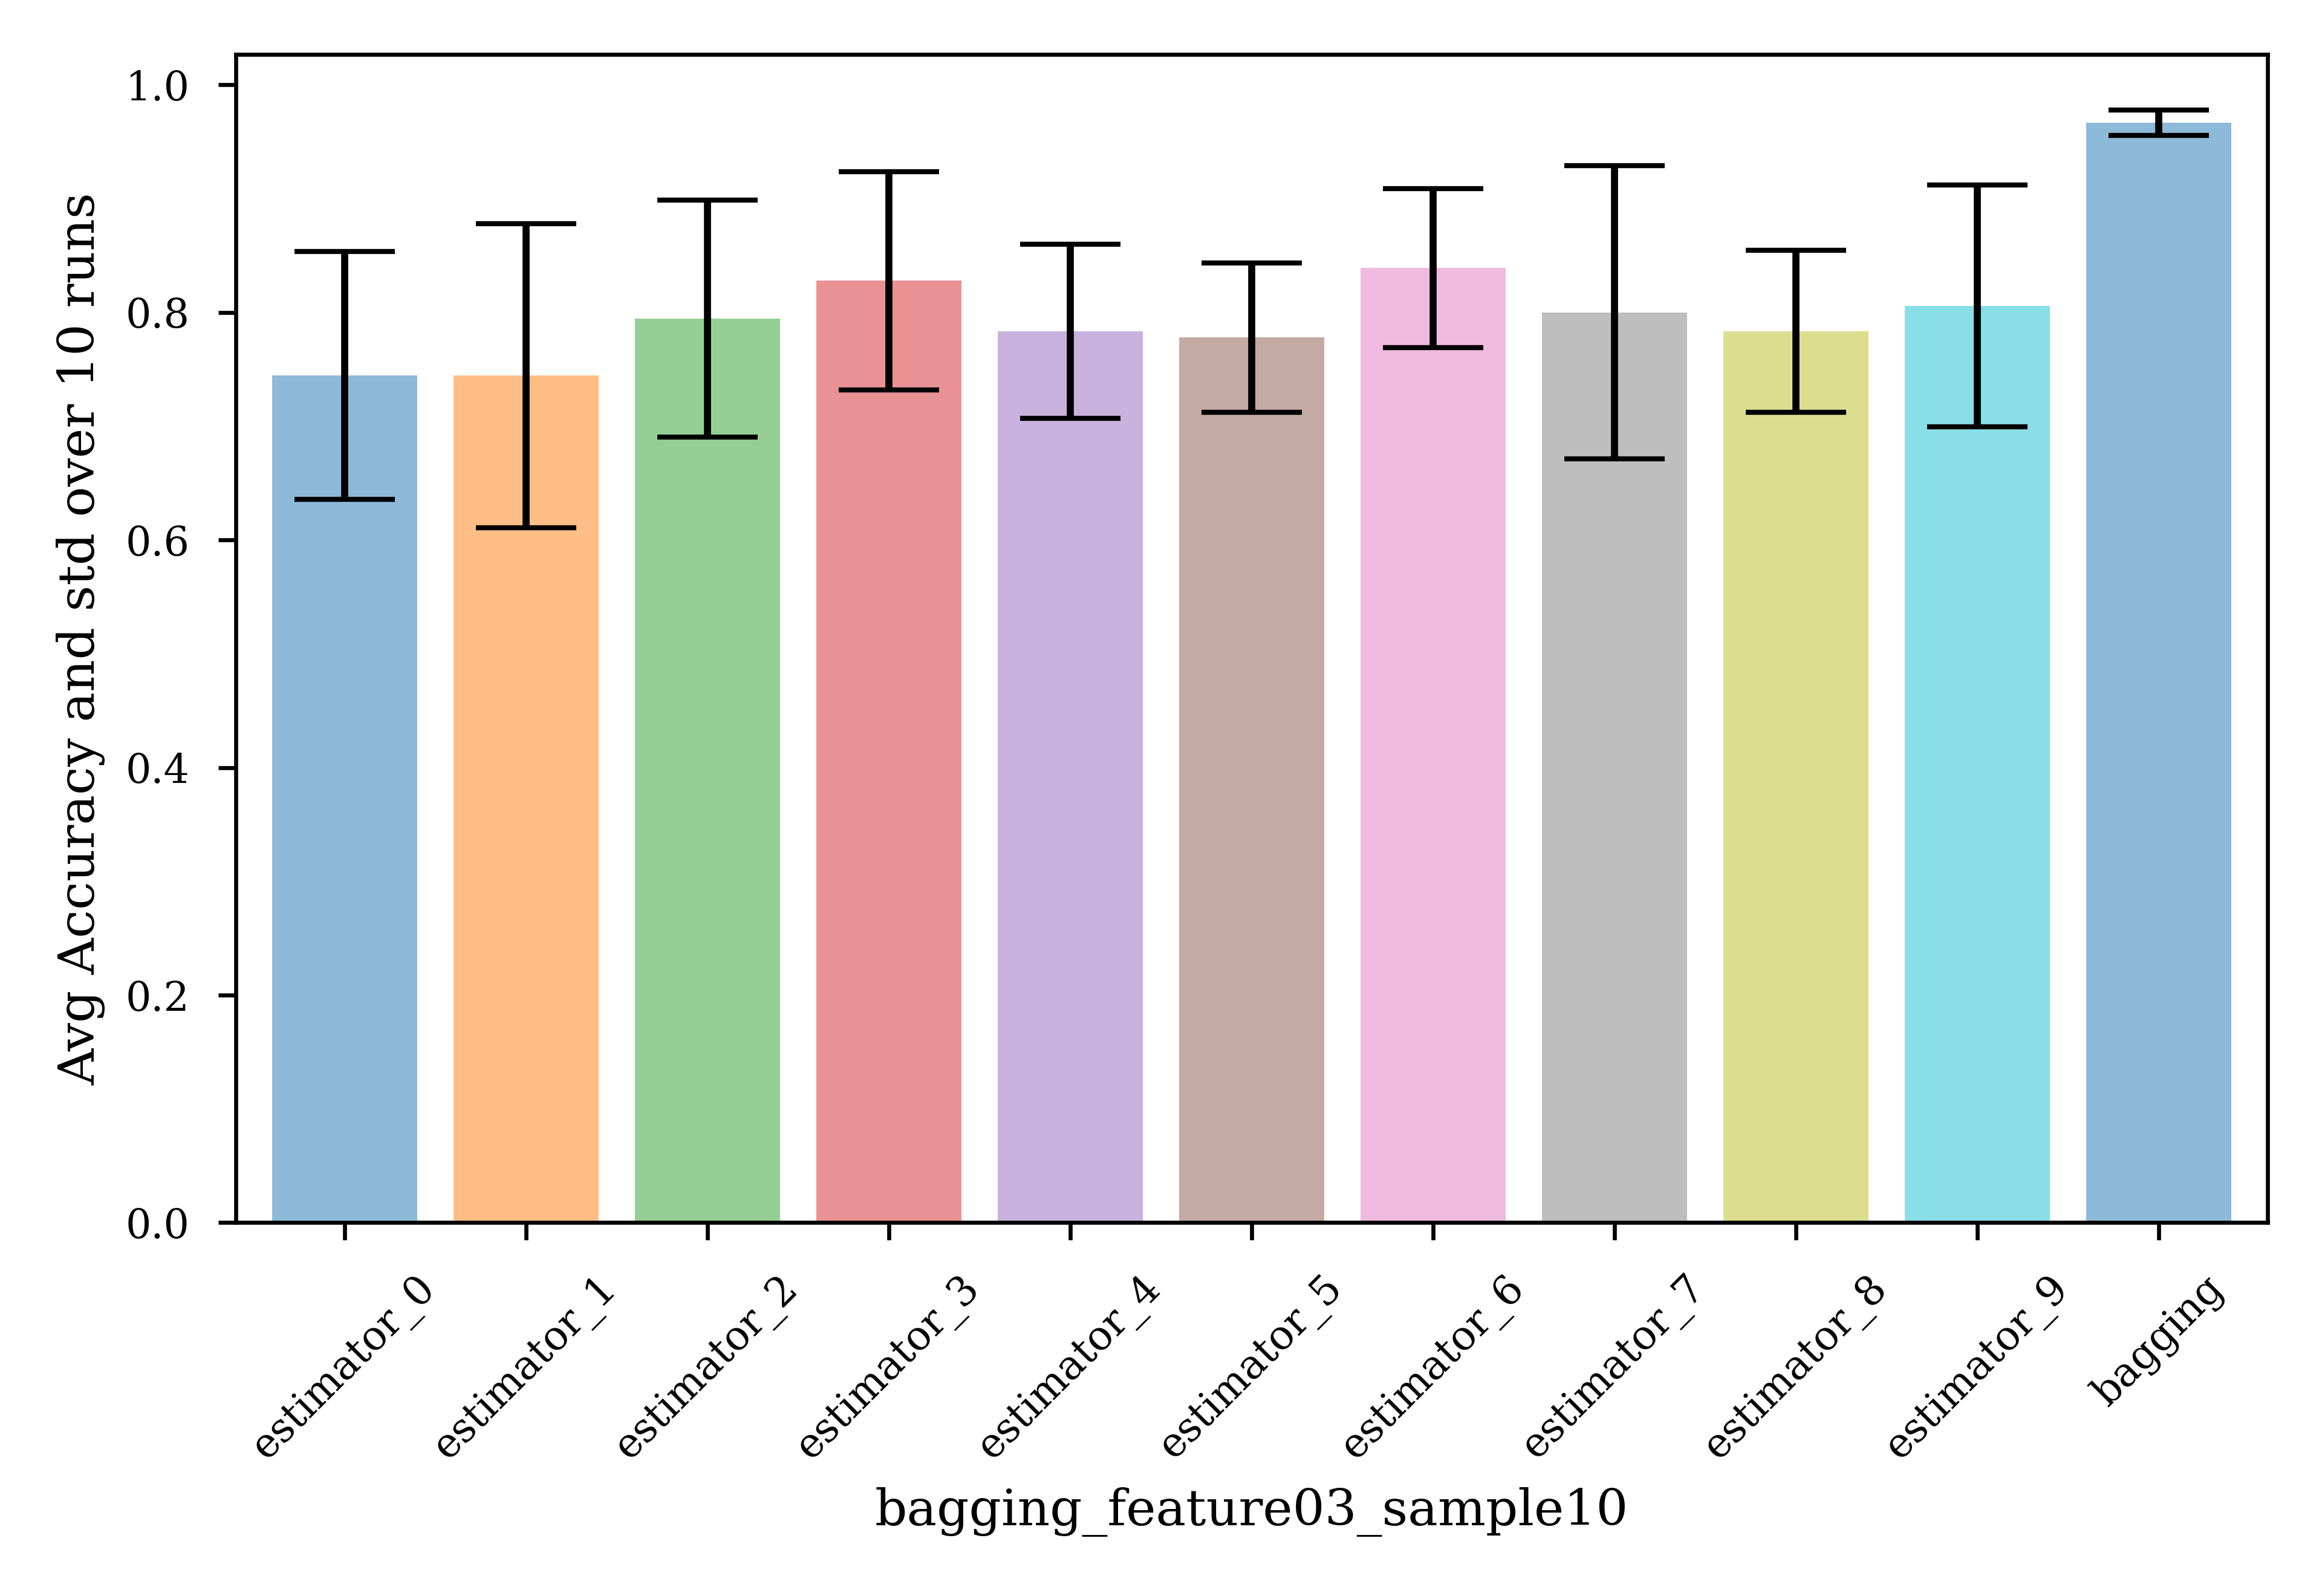 Avg Accuracy and std over 10 runs
1.0
0.8
0.6
0.4
0.2
0.0
estimator_0
estimator_1
estimator_2
estimator_3
estimator_4
estimator_5
estimator_6
estimator_7
estimator_8
estimator_9
bagging
bagging_feature03_sample10